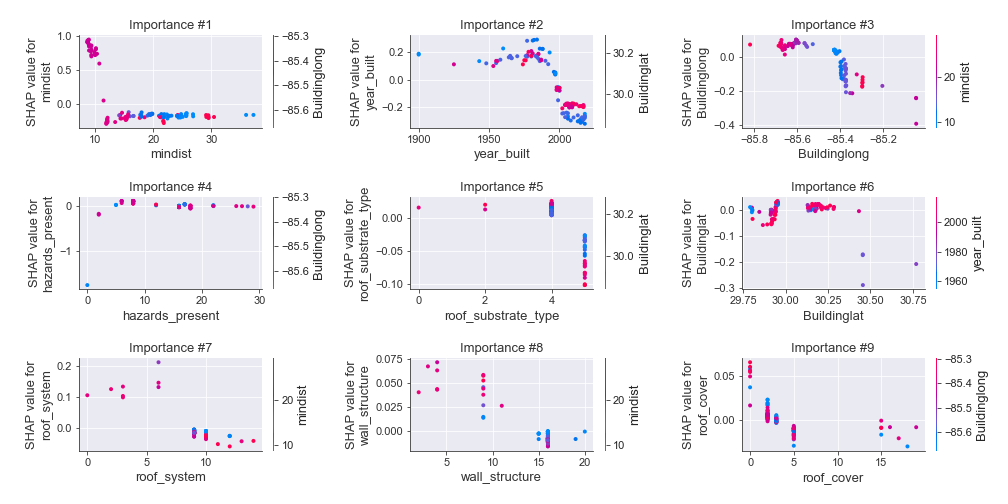 Importance #1
1.0
0.5
0.0
10
20
30
mindist
SHAP value for
mindist
−85.3
−85.4
−85.5
−85.6
Buildinglong
Importance #2
0.2
0.0
−0.2
1900
1950
2000
year_built
SHAP value for
year_built
30.2
30.0
Buildinglat
Importance #3
0.0
−0.2
−0.4
−85.8
−85.6
−85.4
−85.2
Buildinglong
SHAP value for
Buildinglong
20
10
mindist
Importance #4
0
−1
0
10
20
30
hazards_present
SHAP value for
hazards_present
−85.3
−85.4
−85.5
−85.6
Buildinglong
Importance #5
0.00
−0.05
−0.10
0
2
4
roof_substrate_type
SHAP value for
roof_substrate_type
30.2
30.0
Buildinglat
Importance #6
0.0
−0.1
−0.2
−0.3
29.75
30.00
30.25
30.50
30.75
Buildinglat
SHAP value for
Buildinglat
2000
1980
1960
year_built
Importance #7
0.2
0.1
0.0
0
5
10
roof_system
SHAP value for
roof_system
20
10
mindist
Importance #8
0.075
0.050
0.025
0.000
5
10
15
20
wall_structure
SHAP value for
wall_structure
20
10
mindist
Importance #9
0.05
0.00
0
5
15
roof_cover
SHAP value for
roof_cover
−85.3
−85.4
−85.5
−85.6
Buildinglong